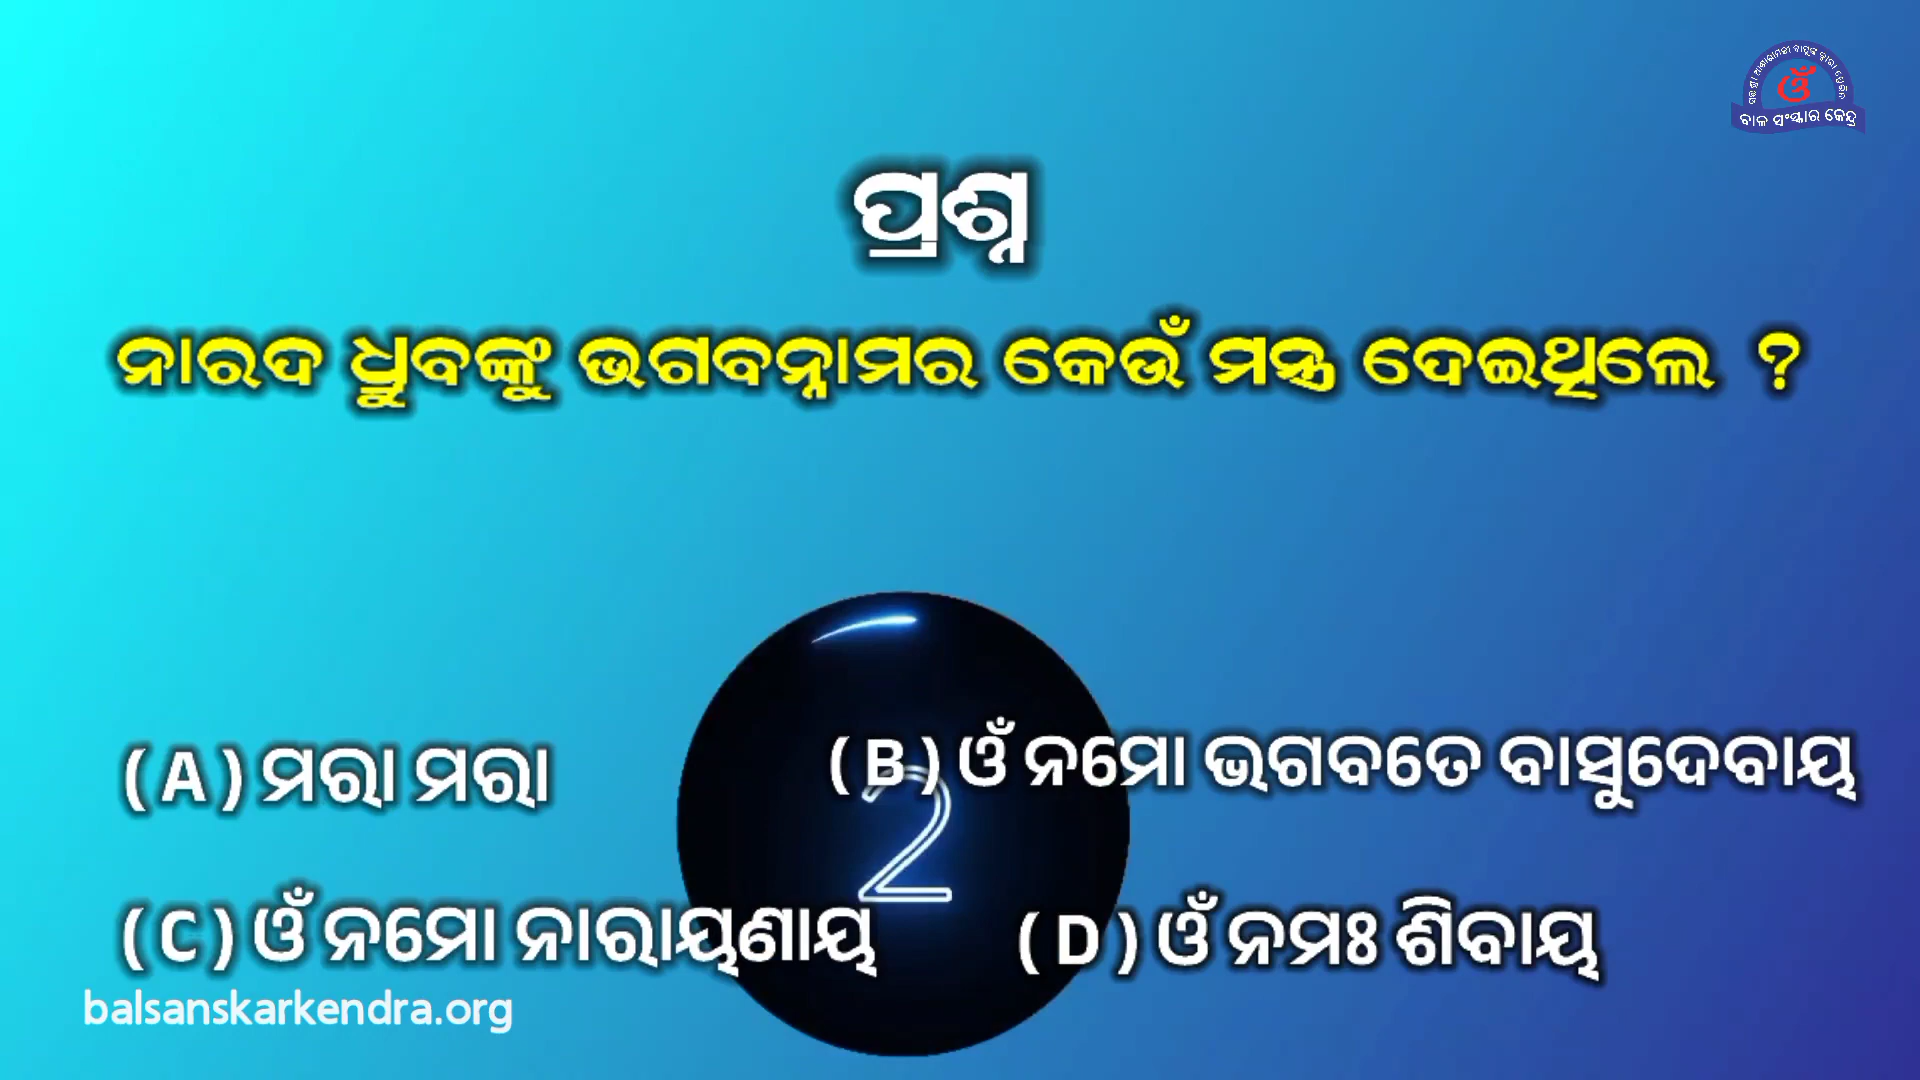 ବାଳ ସଂସ୍କାର କେନ୍ଦ୍ର
ପ୍ରଶ୍ନ
ନାରଦ ଧ୍ରୁବଙ୍କୁ ଭଗବନ୍ନାମର କେଉଁ ମନ୍ତ୍ର ଦେଇଥିଲେ ?
( A ) ମରା ମରା
( B ) ଓଁ ନମୋ ଭଗବତେ ବାସୁଦେବାୟ
2
( C ) ଓଁ ନମୋ ନାରାୟଣାୟ
( D ) ଓଁ ନମଃ ଶିବାୟ
balsanskarkendra.org